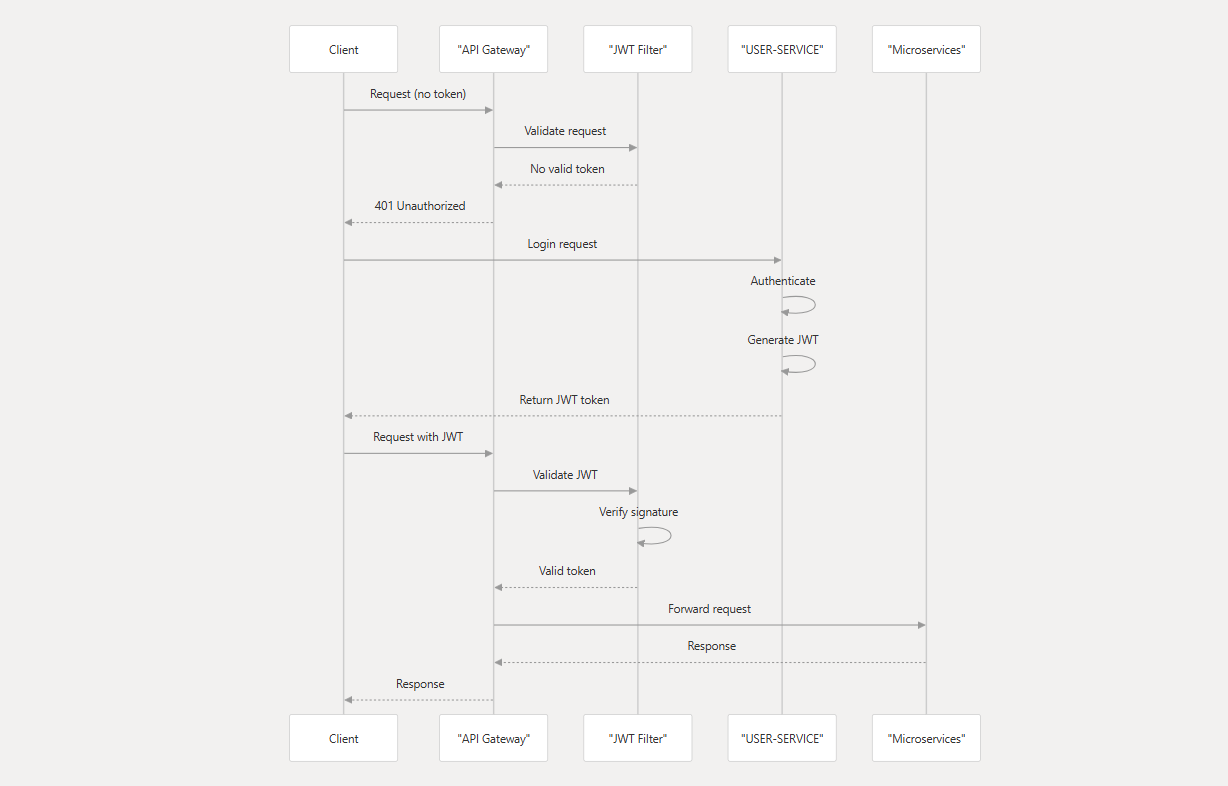 Client
"API Gateway"
"JWT Filter"
"USER-SERVICE"
"Microservices"
Request (no token)
Validate request
No valid token
401 Unauthorized
Login request
Authenticate
Generate JWT
Return JWT token
Request with JWT
Validate JWT
Verify signature
Valid token
Forward request
Response
Response
Client
"API Gateway"
"JWT Filter"
"USER-SERVICE"
"Microservices"